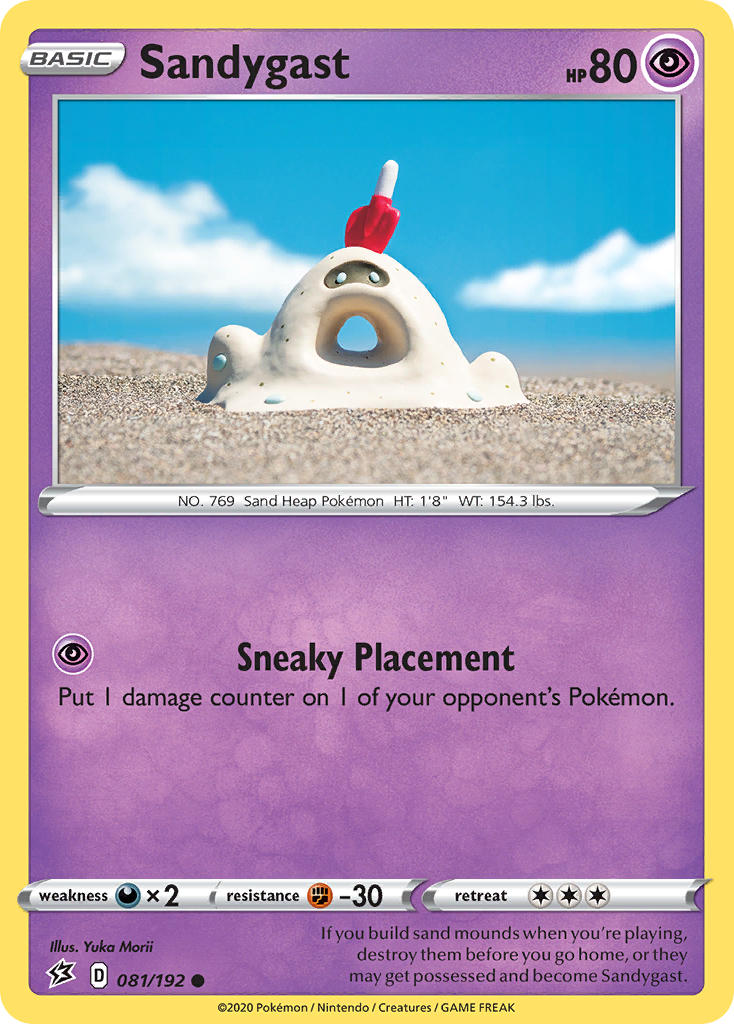 BASIC Sandygast HP 80
NO. 769 Sand Heap Pokémon HT: 1'8" WT: 154.3 lbs.
Sneaky Placement
Put 1 damage counter on 1 of your opponent's Pokémon.
weakness ×2 resistance -30 retreat
Illus. Yuka Morii
If you build sand mounds when you're playing,
destroy them before you go home, or they
may get possessed and become Sandygast.
D 081/192
©2020 Pokémon / Nintendo / Creatures / GAME FREAK